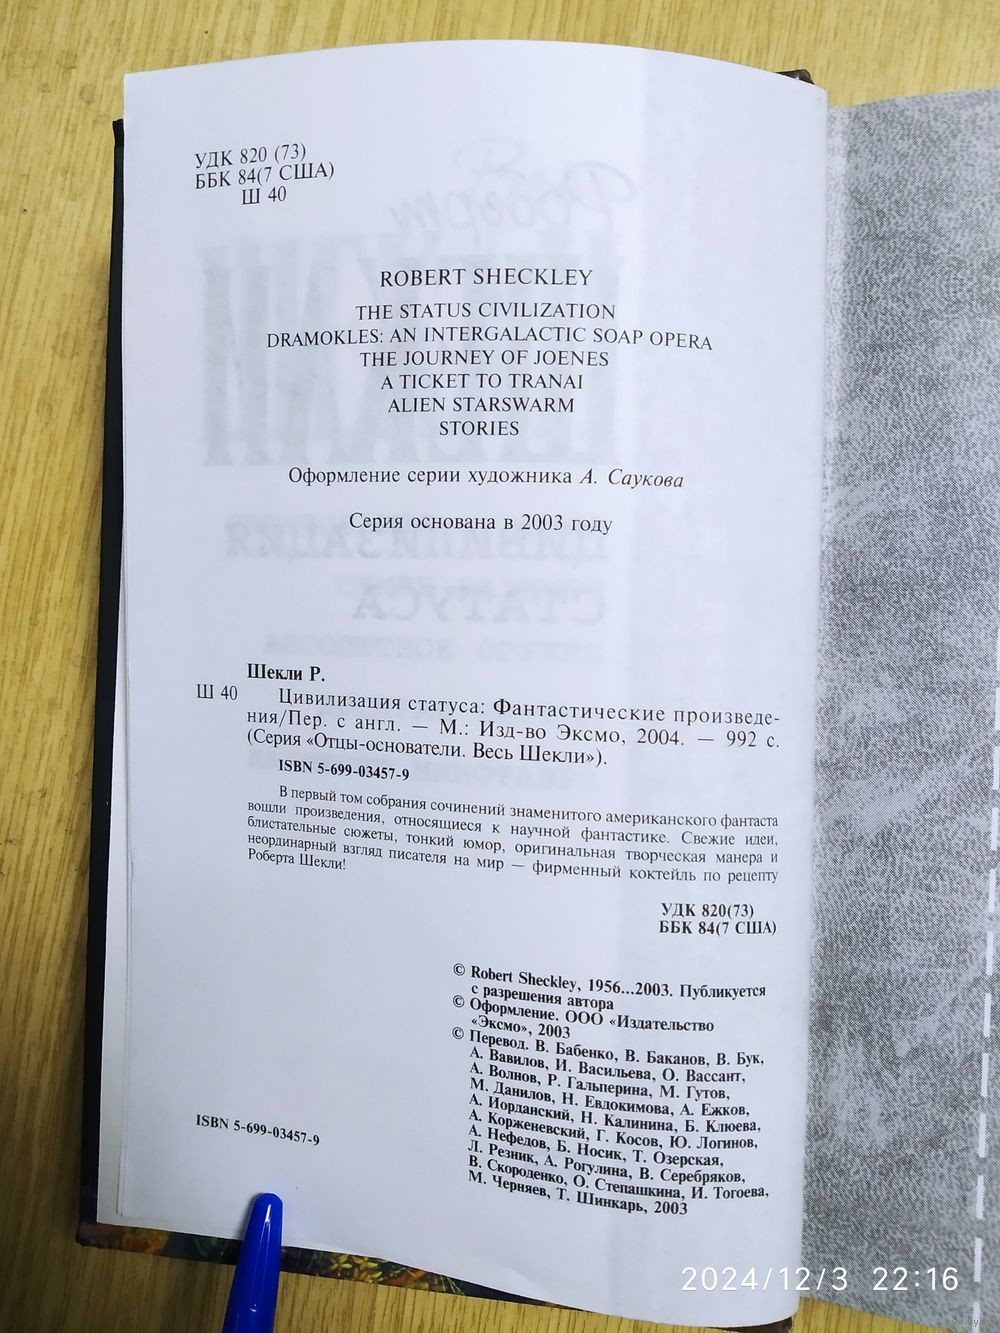 УДК 820 (73)
ББК 84(7 США)
Ш 40
ROBERT SHECKLEY
THE STATUS CIVILIZATION
DRAMOKLES: AN INTERGALACTIC SOAP OPERA
THE JOURNEY OF JOENES
A TICKET TO TRANAI
ALIEN STARSWARM
STORIES
Оформление серии художника А. Саукова
Серия основана в 2003 году
Шекли Р.
Ш 40 Цивилизация статуса: Фантастические произведе-
ния/Пер. с англ. — М.: Изд-во Эксмо, 2004. — 992 с.
(Серия «Отцы-основатели. Весь Шекли»).
ISBN 5-699-03457-9
В первый том собрания сочинений знаменитого американского фантаста
вошли произведения, относящиеся к научной фантастике. Свежие идеи,
блистательные сюжеты, тонкий юмор, оригинальная творческая манера и
неординарный взгляд писателя на мир — фирменный коктейль по рецепту
Роберта Шекли!
УДК 820(73)
ББК 84(7 США)
© Robert Sheckley, 1956...2003. Публикуется
с разрешения автора
© Оформление. ООО «Издательство
«Эксмо», 2003
© Перевод. В. Бабенко, В. Баканов, В. Бук,
А. Вавилов, И. Васильева, О. Вассант,
А. Волнов, Р. Гальперина, М. Гутов,
М. Данилов, Н. Евдокимова, А. Ежков,
А. Иорданский, Н. Калинина, Б. Клюева,
А. Корженевский, Г. Косов, Ю. Логинов,
А. Нефедов, Б. Носик, Т. Озерская,
Л. Резник, А. Рогулина, В. Серебряков,
В. Скороденко, О. Степашкина, И. Тогоева,
М. Черняев, Т. Шинкарь, 2003
ISBN 5-699-03457-9
2024/12/3 22:16